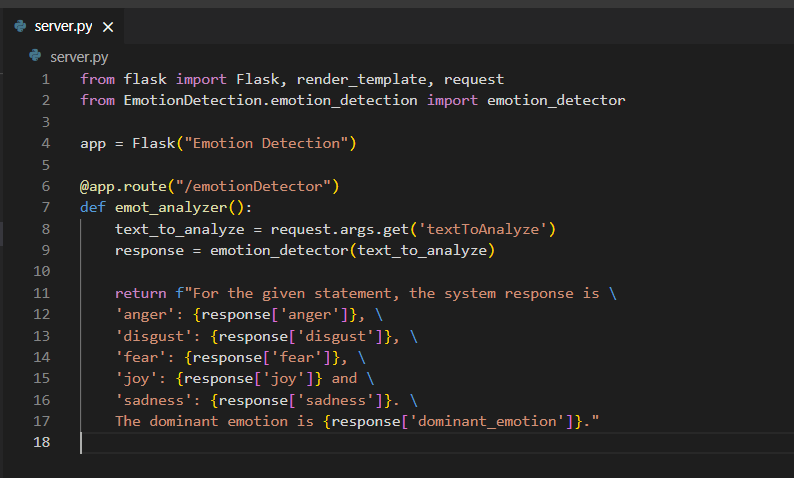 server.py ×
server.py
1 from flask import Flask, render_template, request
2 from EmotionDetection.emotion_detection import emotion_detector
3
4 app = Flask("Emotion Detection")
5
6 @app.route("/emotionDetector")
7 def emot_analyzer():
8     text_to_analyze = request.args.get('textToAnalyze')
9     response = emotion_detector(text_to_analyze)
10
11     return f"For the given statement, the system response is \
12     'anger': {response['anger']}, \
13     'disgust': {response['disgust']}, \
14     'fear': {response['fear']}, \
15     'joy': {response['joy']} and \
16     'sadness': {response['sadness']}. \
17     The dominant emotion is {response['dominant_emotion']}."
18